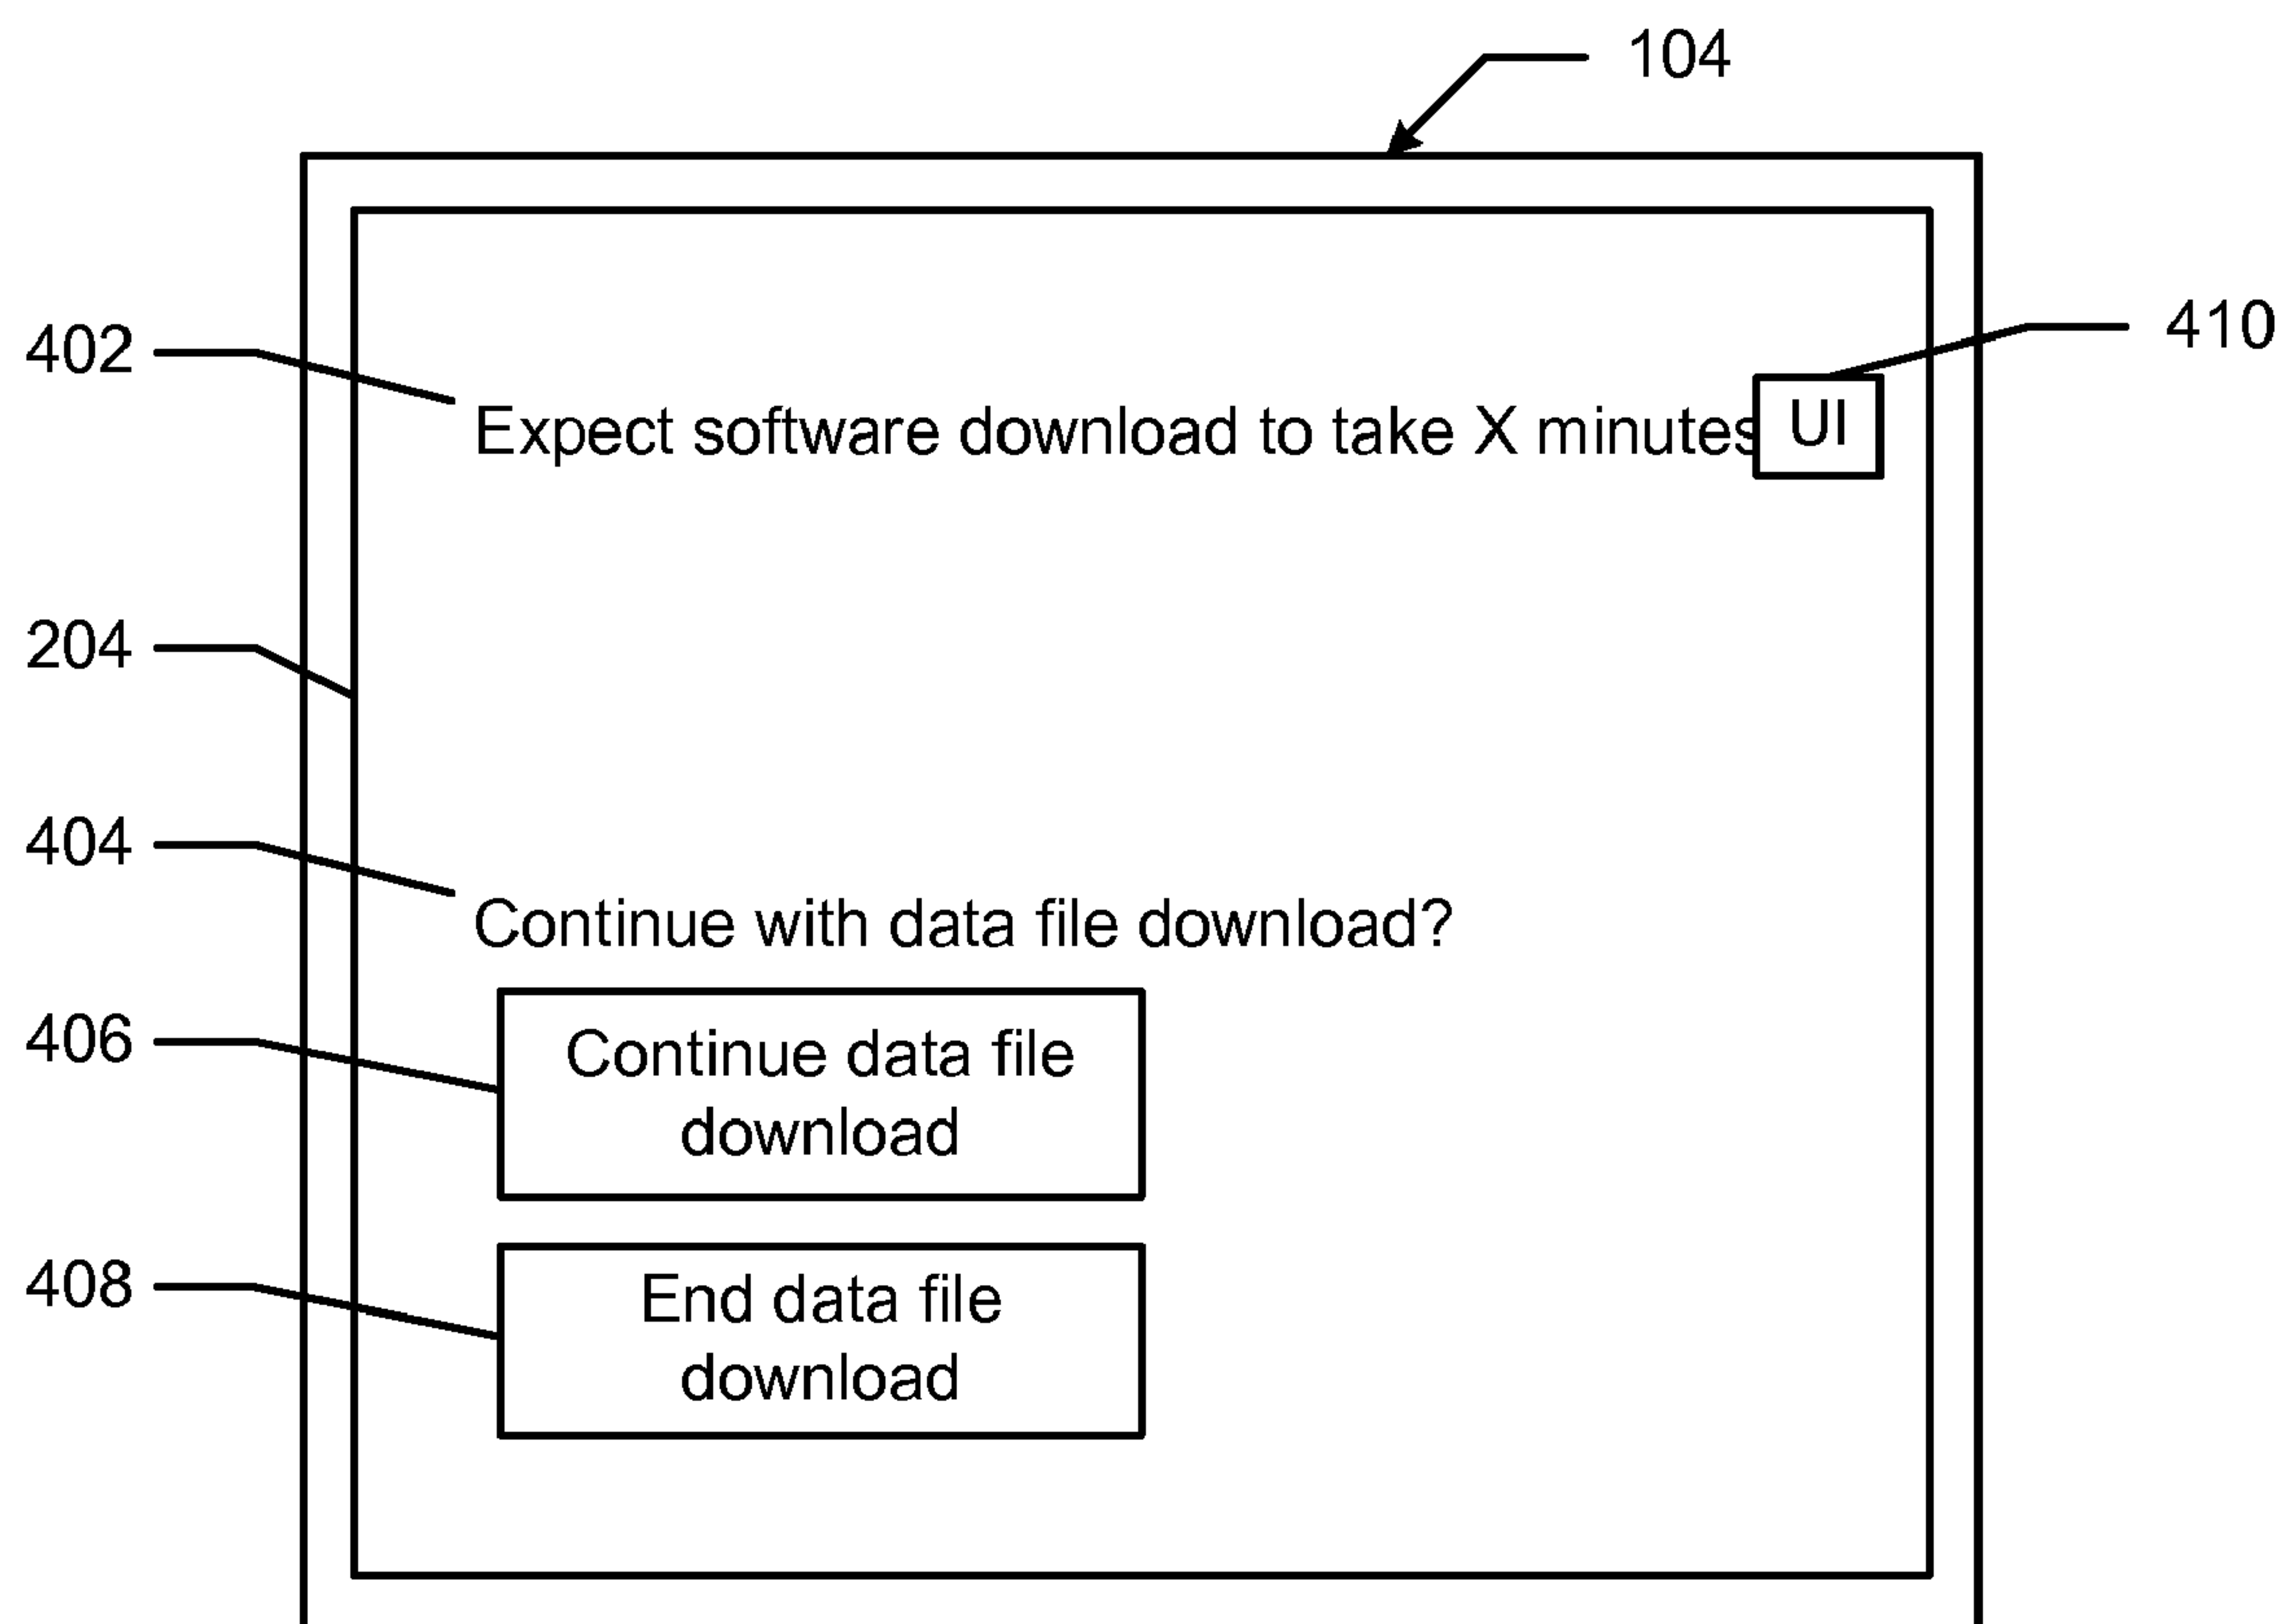 104
402
410
Expect software download to take X minutes
UI
204
404
Continue with data file download?
406
Continue data file
download
408
End data file
download